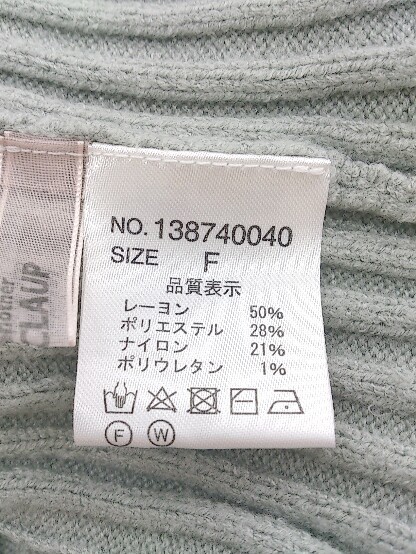 NO. 138740040
SIZE F
品質表示
レーヨン 50%
ポリエステル 28%
ナイロン 21%
ポリウレタン 1%
F W
other
CLAUP